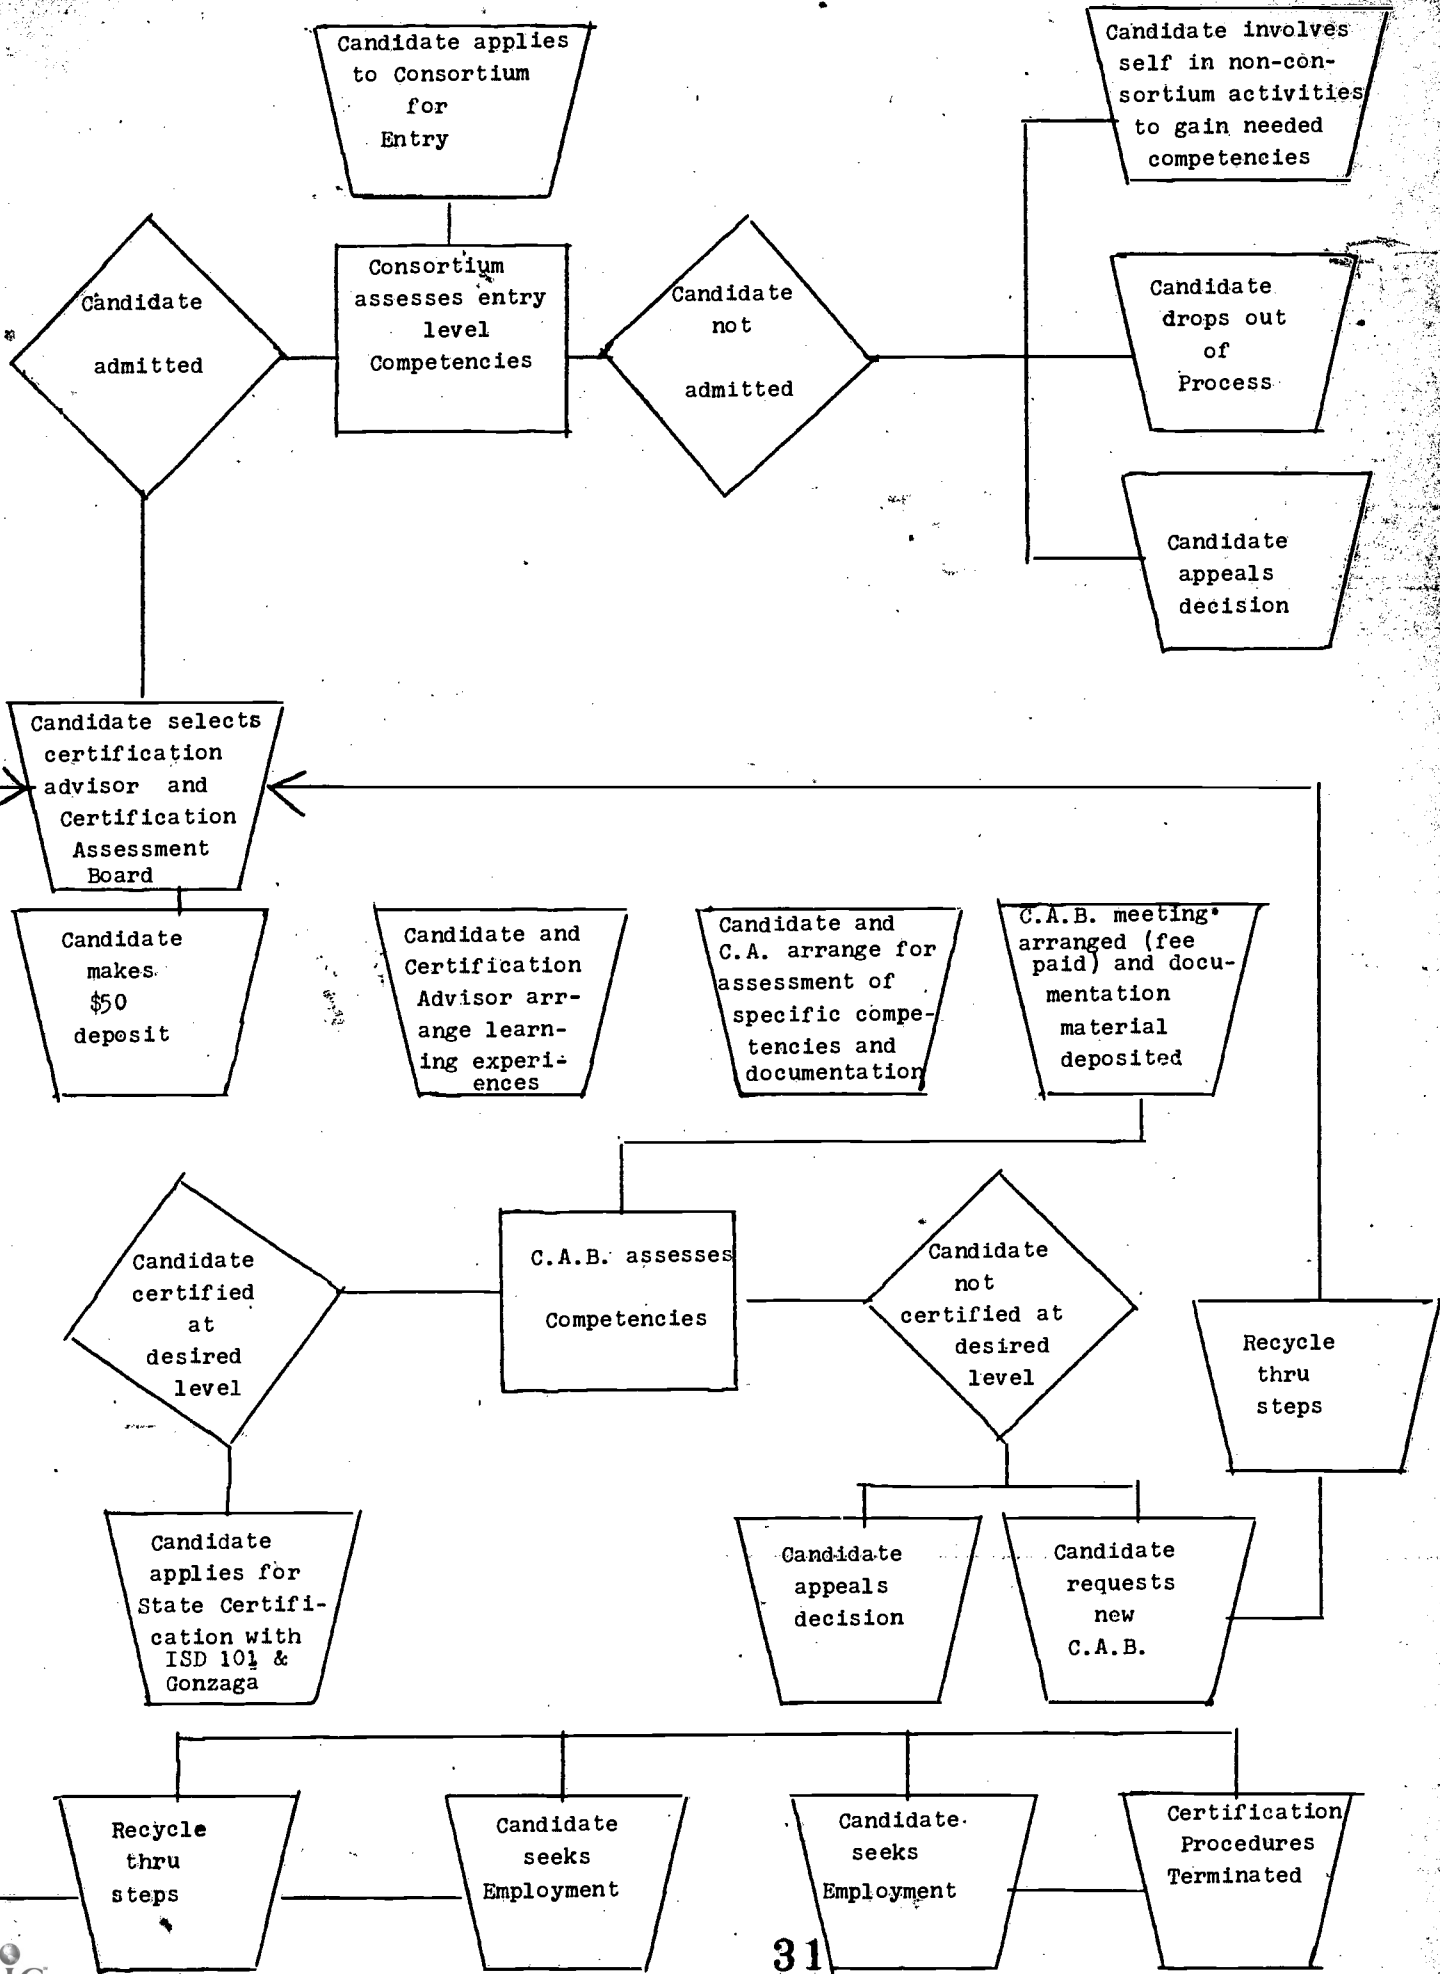 Candidate applies
to Consortium
for
Entry
Candidate involves
self in non-con-
sortium activities
to gain needed
competencies
Candidate
admitted
Consortium
assesses entry
level
Competencies
Candidate
not
admitted
Candidate
drops out
of
Process
Candidate
appeals
decision
Candidate selects
certification
advisor and
Certification
Assessment
Board
Candidate
makes
$50
deposit
Candidate and
Certification
Advisor arr-
ange learn-
ing experi-
ences
Candidate and
C.A. arrange for
assessment of
specific compe-
tencies and
documentation
C.A.B. meeting
arranged (fee
paid) and docu-
mentation
material
deposited
Candidate
certified
at
desired
level
C.A.B. assesses
Competencies
Candidate
not
certified at
desired
level
Recycle
thru
steps
Candidate
applies for
State Certifi-
cation with
ISD 101 &
Gonzaga
Candidate
appeals
decision
Candidate
requests
new
C.A.B.
Recycle
thru
steps
Candidate
seeks
Employment
Candidate
seeks
Employment
Certification
Procedures
Terminated
31